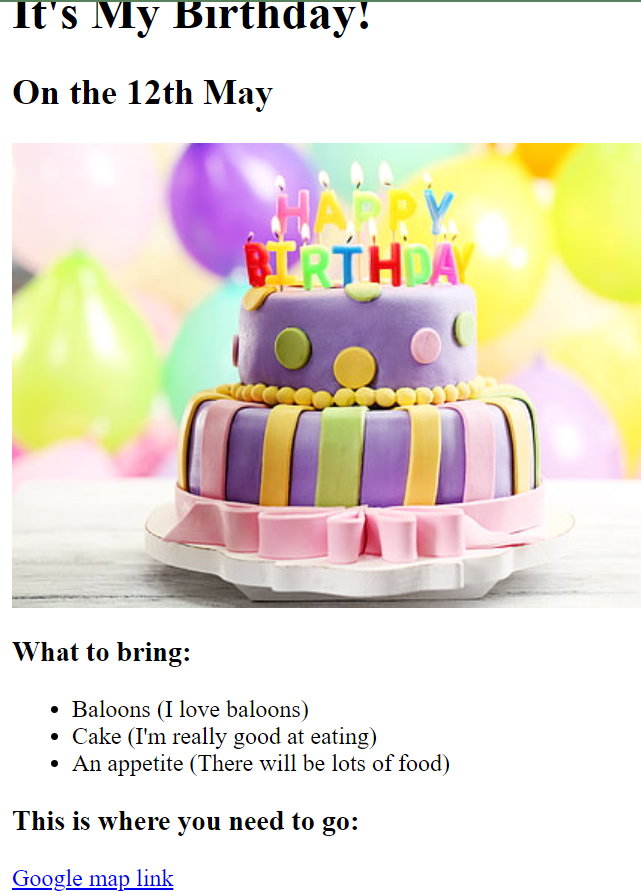 It's My Birthday!
On the 12th May
HAPPY
BIRTHDAY
What to bring:
Baloons (I love baloons)
Cake (I'm really good at eating)
An appetite (There will be lots of food)
This is where you need to go:
Google map link